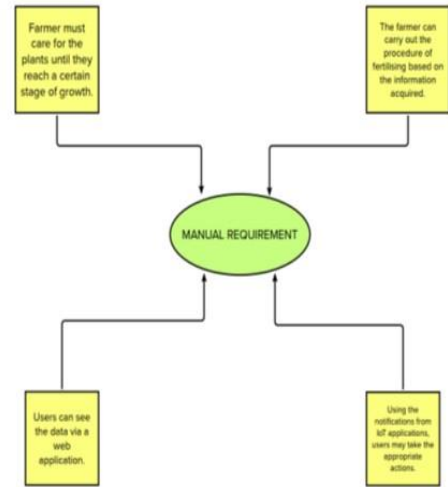 Farmer must
care for the
plants until they
reach a certain
stage of growth.
The farmer can
carry out the
procedure of
fertilising based on
the information
acquired.
MANUAL REQUIREMENT
Users can see
the data via a
web
application.
Using the
notifications from
IoT applications,
users may take the
appropriate
actions.